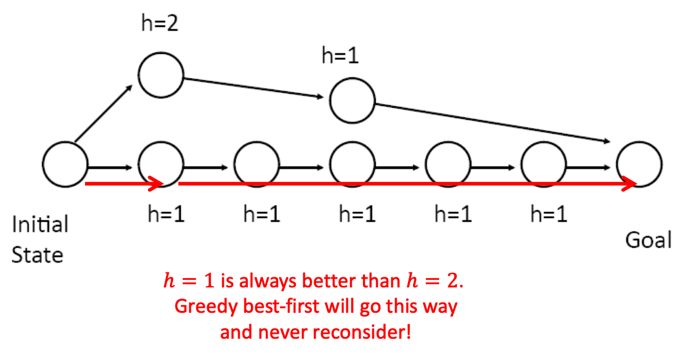 h=2
h=1
h=1
h=1
h=1
h=1
h=1
Initial
State
Goal
h = 1 is always better than h = 2.
Greedy best-first will go this way
and never reconsider!